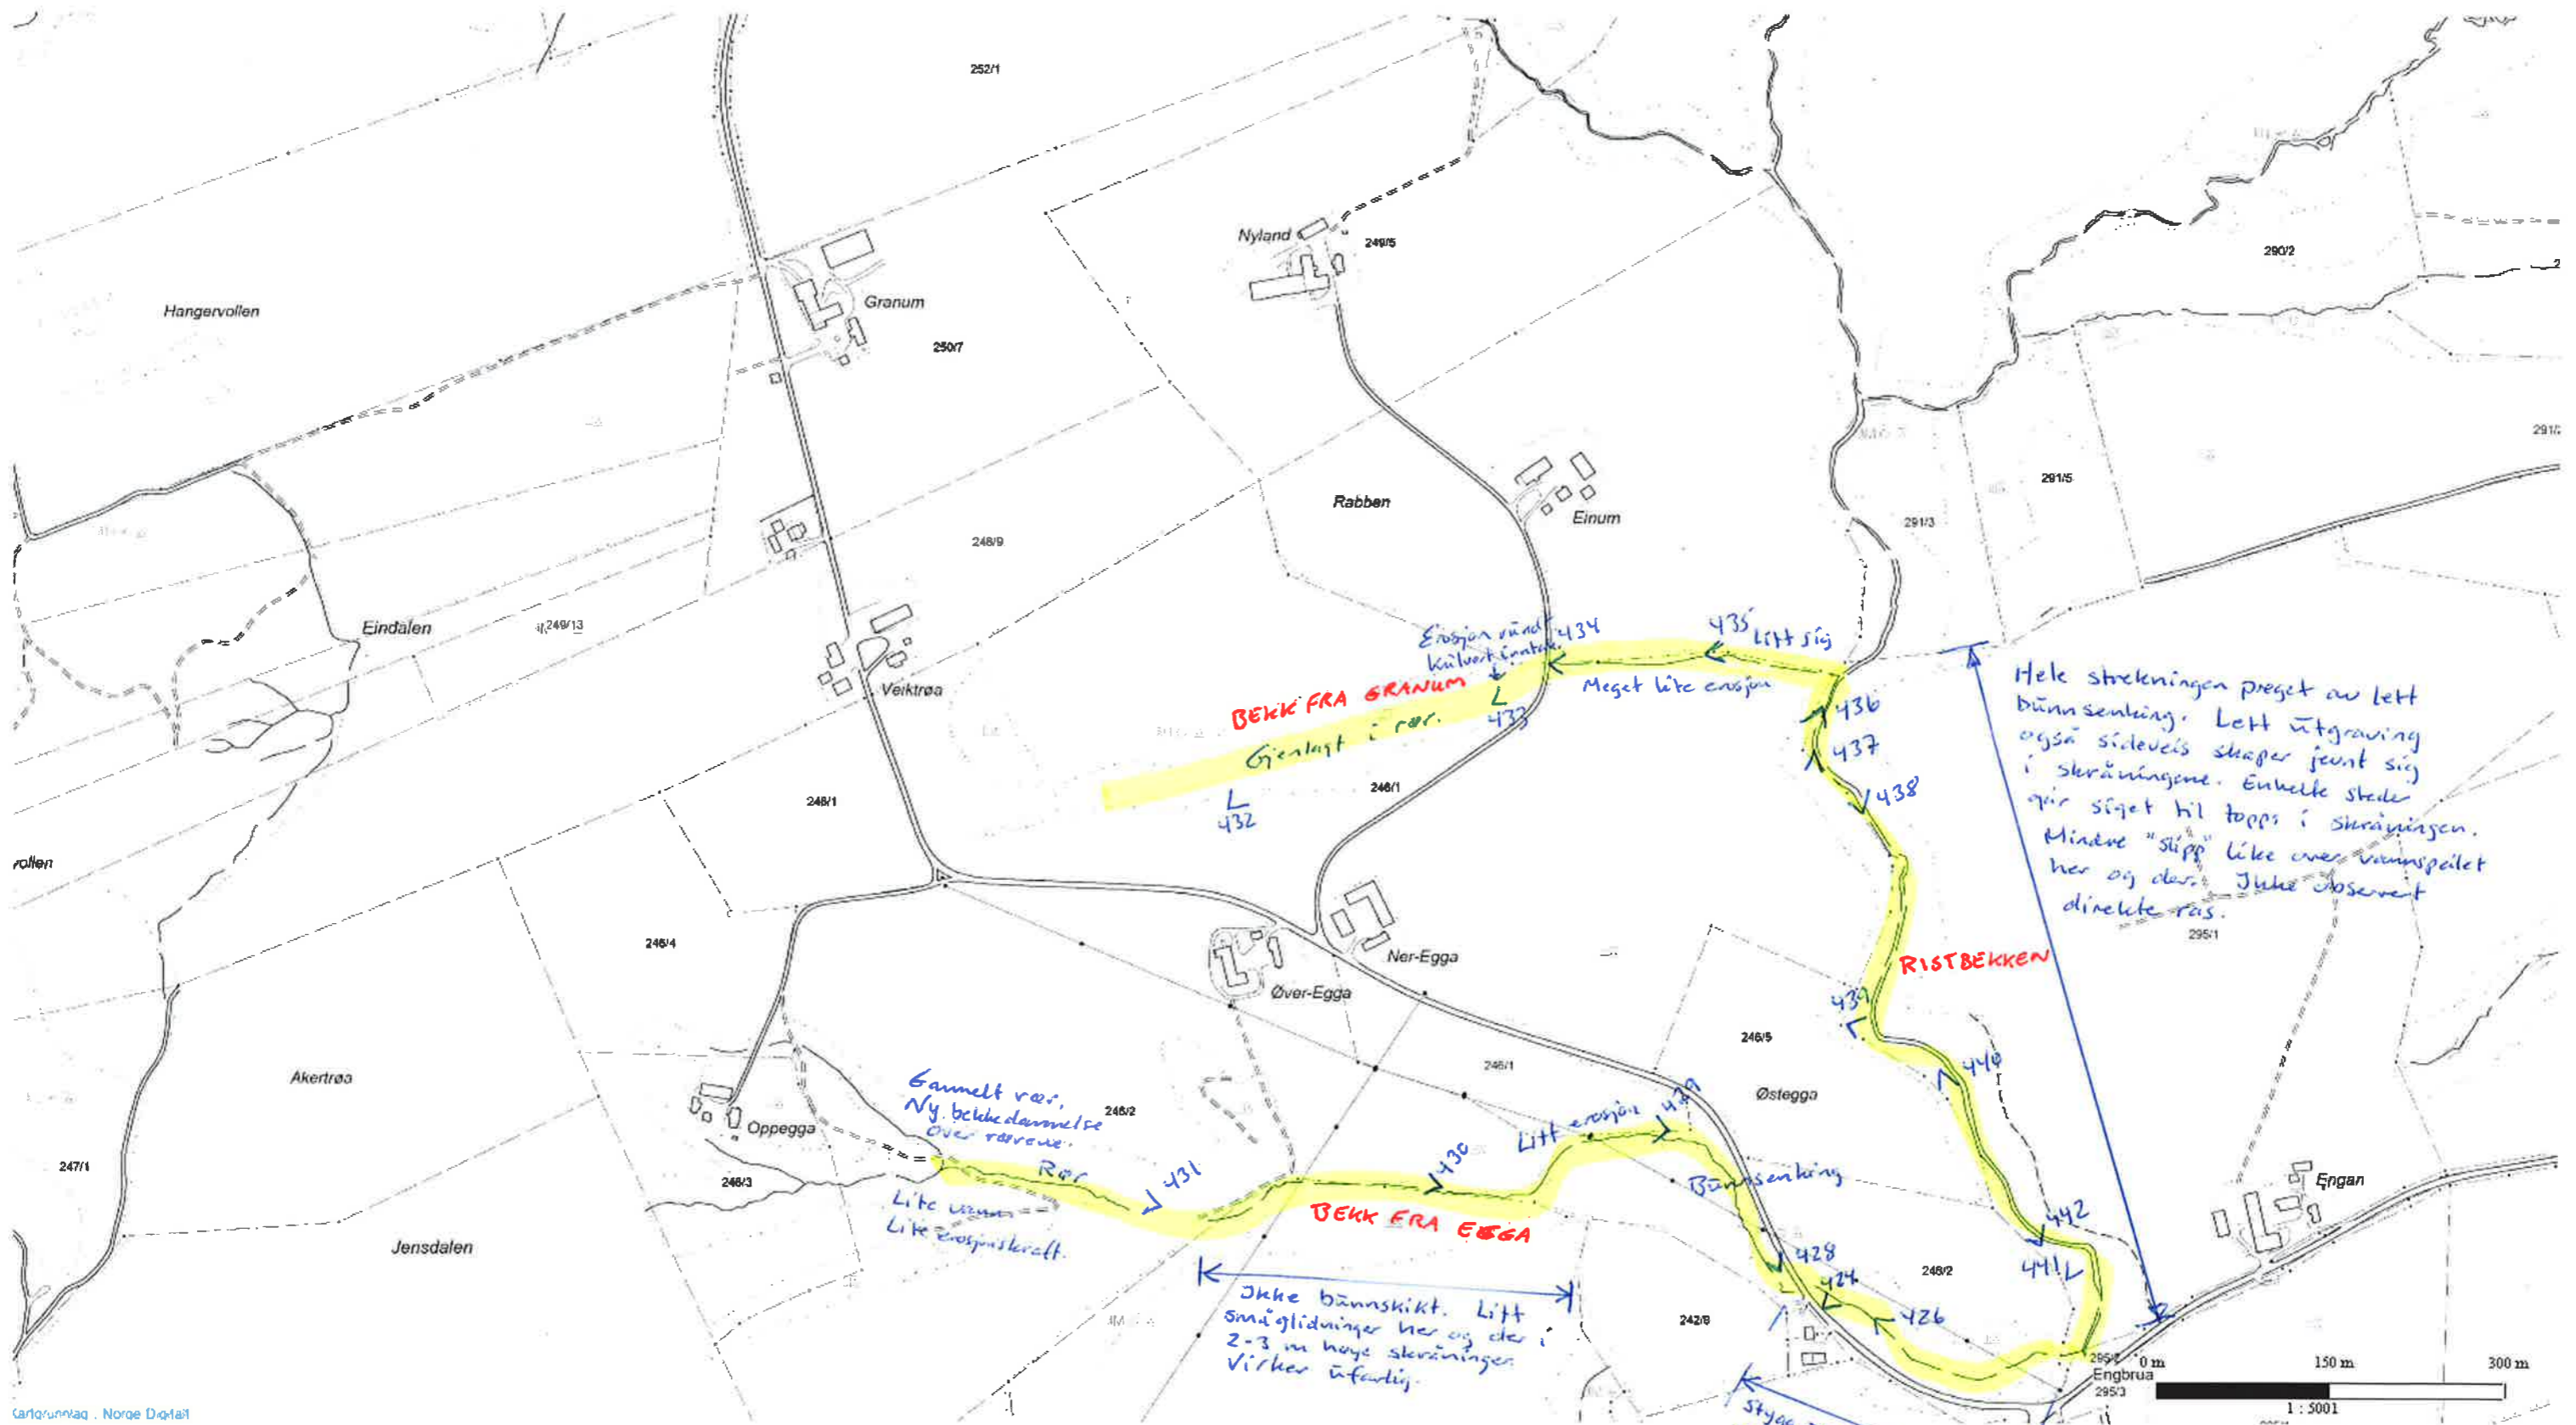 252/1
Nyland
249/5
290/2
Hangervollen
Granum
250/7
Rabben
Einum
291/5
291/3
248/9
Eindalen
249/13
Veiktrøa
248/1
246/1
246/4
Ner-Egga
Øver-Egga
295/1
246/5
Østegga
246/1
Akertrøa
Oppegga
246/2
246/3
247/1
Jensdalen
Engan
246/2
242/9
Engbrua
295/3
0 m 150 m 300 m
1 : 5001
Norge Digitalt
Erosjon rundt
kulvert inntak.
434
435
Litt sig
Meget lite erosjon
BEKK FRA GRANUM
Gjenlagt i rør.
433
432
436
437
438
Hele strekningen preget av lett
bunnsenking. Lett utgraving
også sideveis skaper jevnt sig
i skråningene. Enkelte steder
går siget til topps i skråningen.
Mindre "slipp" like over vannspeilet
her og der. Ikke observert
direkte ras.
RISTBEKKEN
439
440
442
441
Gammelt rør.
Ny bekkedannelse
over rørene.
Rør
431
Lite vann
Lite erosjonskraft.
430
Litt erosjon
429
BEKK FRA EGGA
Bunnsenking
428
424
426
Ikke bunnsikt. Litt
småglidninger her og der i
2-3 m høye skråninger.
Virker ufarlig.